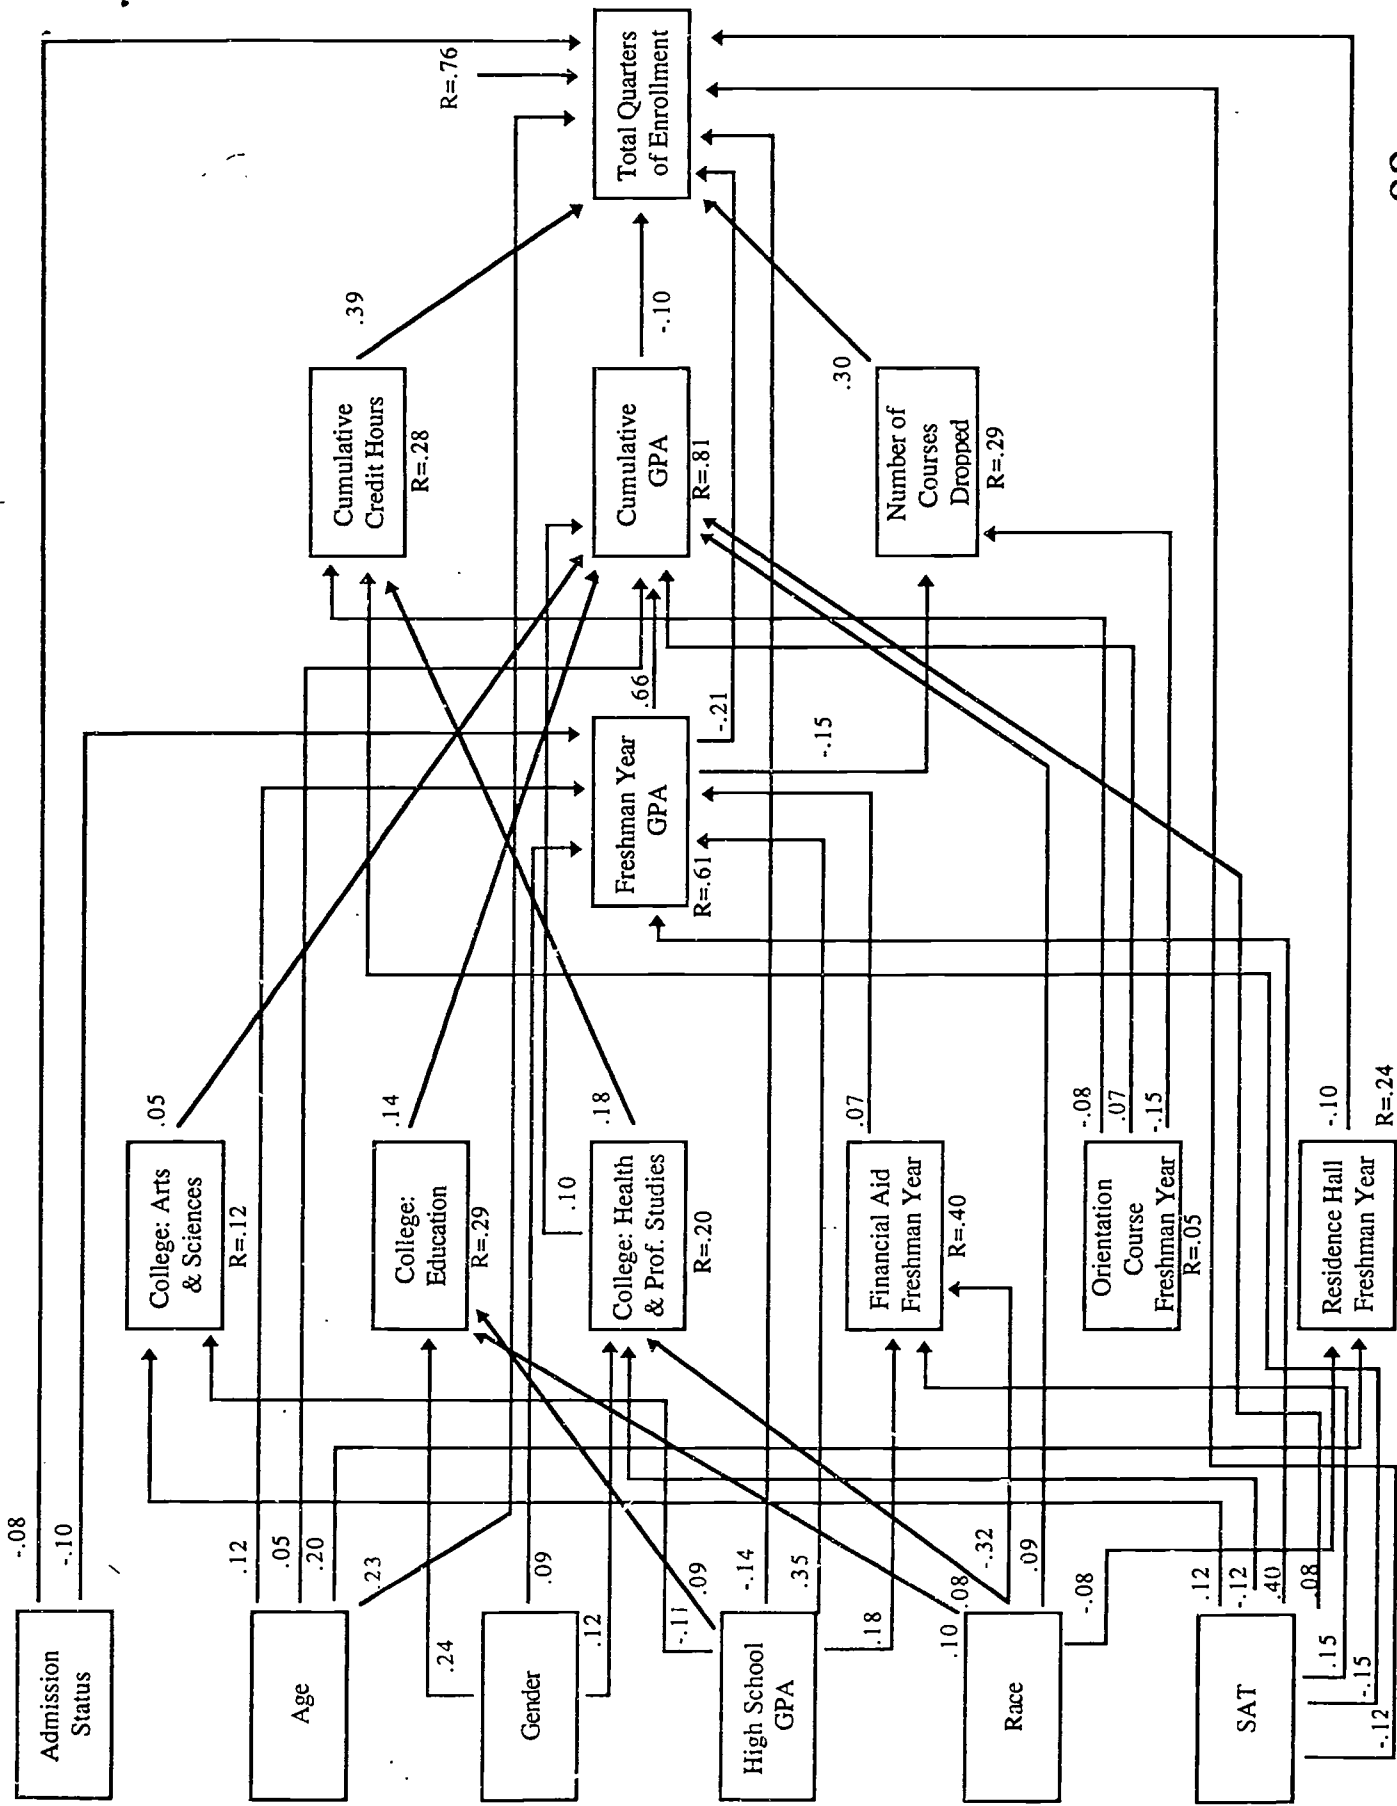 Admission
Status
-.08
-.10
Age
.12
.05
.20
.23
Gender
.24
.09
.12
High School
GPA
-.11
.09
-.14
.35
.18
Race
.10
.08
-.32
.09
-.08
SAT
.12
-.12
.40
.08
.15
-.15
-.12
College: Arts
& Sciences
R=.12
.05
College:
Education
R=.29
.14
College: Health
& Prof. Studies
R=.20
.10
.18
Financial Aid
Freshman Year
R=.40
.07
Orientation
Course
Freshman Year
R=.05
-.08
.07
-.15
Residence Hall
Freshman Year
-.10
R=.24
Freshman Year
GPA
R=.61
.66
-.21
-.15
Cumulative
Credit Hours
R=.28
.39
Cumulative
GPA
R=.81
-.10
Number of
Courses
Dropped
R=.29
.30
R=.76
Total Quarters
of Enrollment